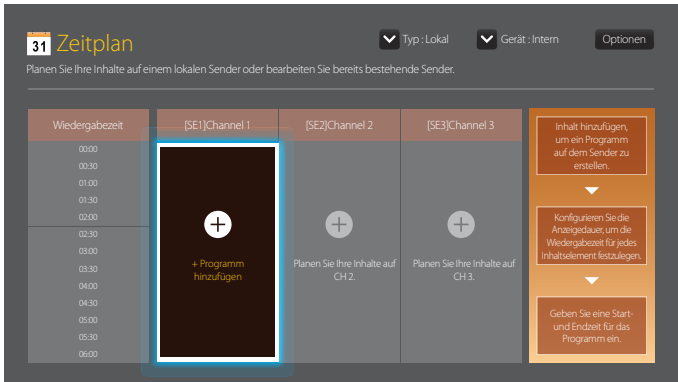 31 Zeitplan
Typ : Lokal
Gerät : Intern
Optionen
Planen Sie Ihre Inhalte auf einem lokalen Sender oder bearbeiten Sie bereits bestehende Sender.
Wiedergabezeit
00:00
00:30
01:00
01:30
02:00
02:30
03:00
03:30
04:00
04:30
05:00
05:30
06:00
[SE1]Channel 1
+ Programm
hinzufügen
[SE2]Channel 2
Planen Sie Ihre Inhalte auf
CH 2.
[SE3]Channel 3
Planen Sie Ihre Inhalte auf
CH 3.
Inhalt hinzufügen,
um ein Programm
auf dem Sender zu
erstellen.
Konfigurieren Sie die
Anzeigedauer, um die
Wiedergabezeit für jedes
Inhaltselement festzulegen.
Geben Sie eine Start-
und Endzeit für das
Programm ein.